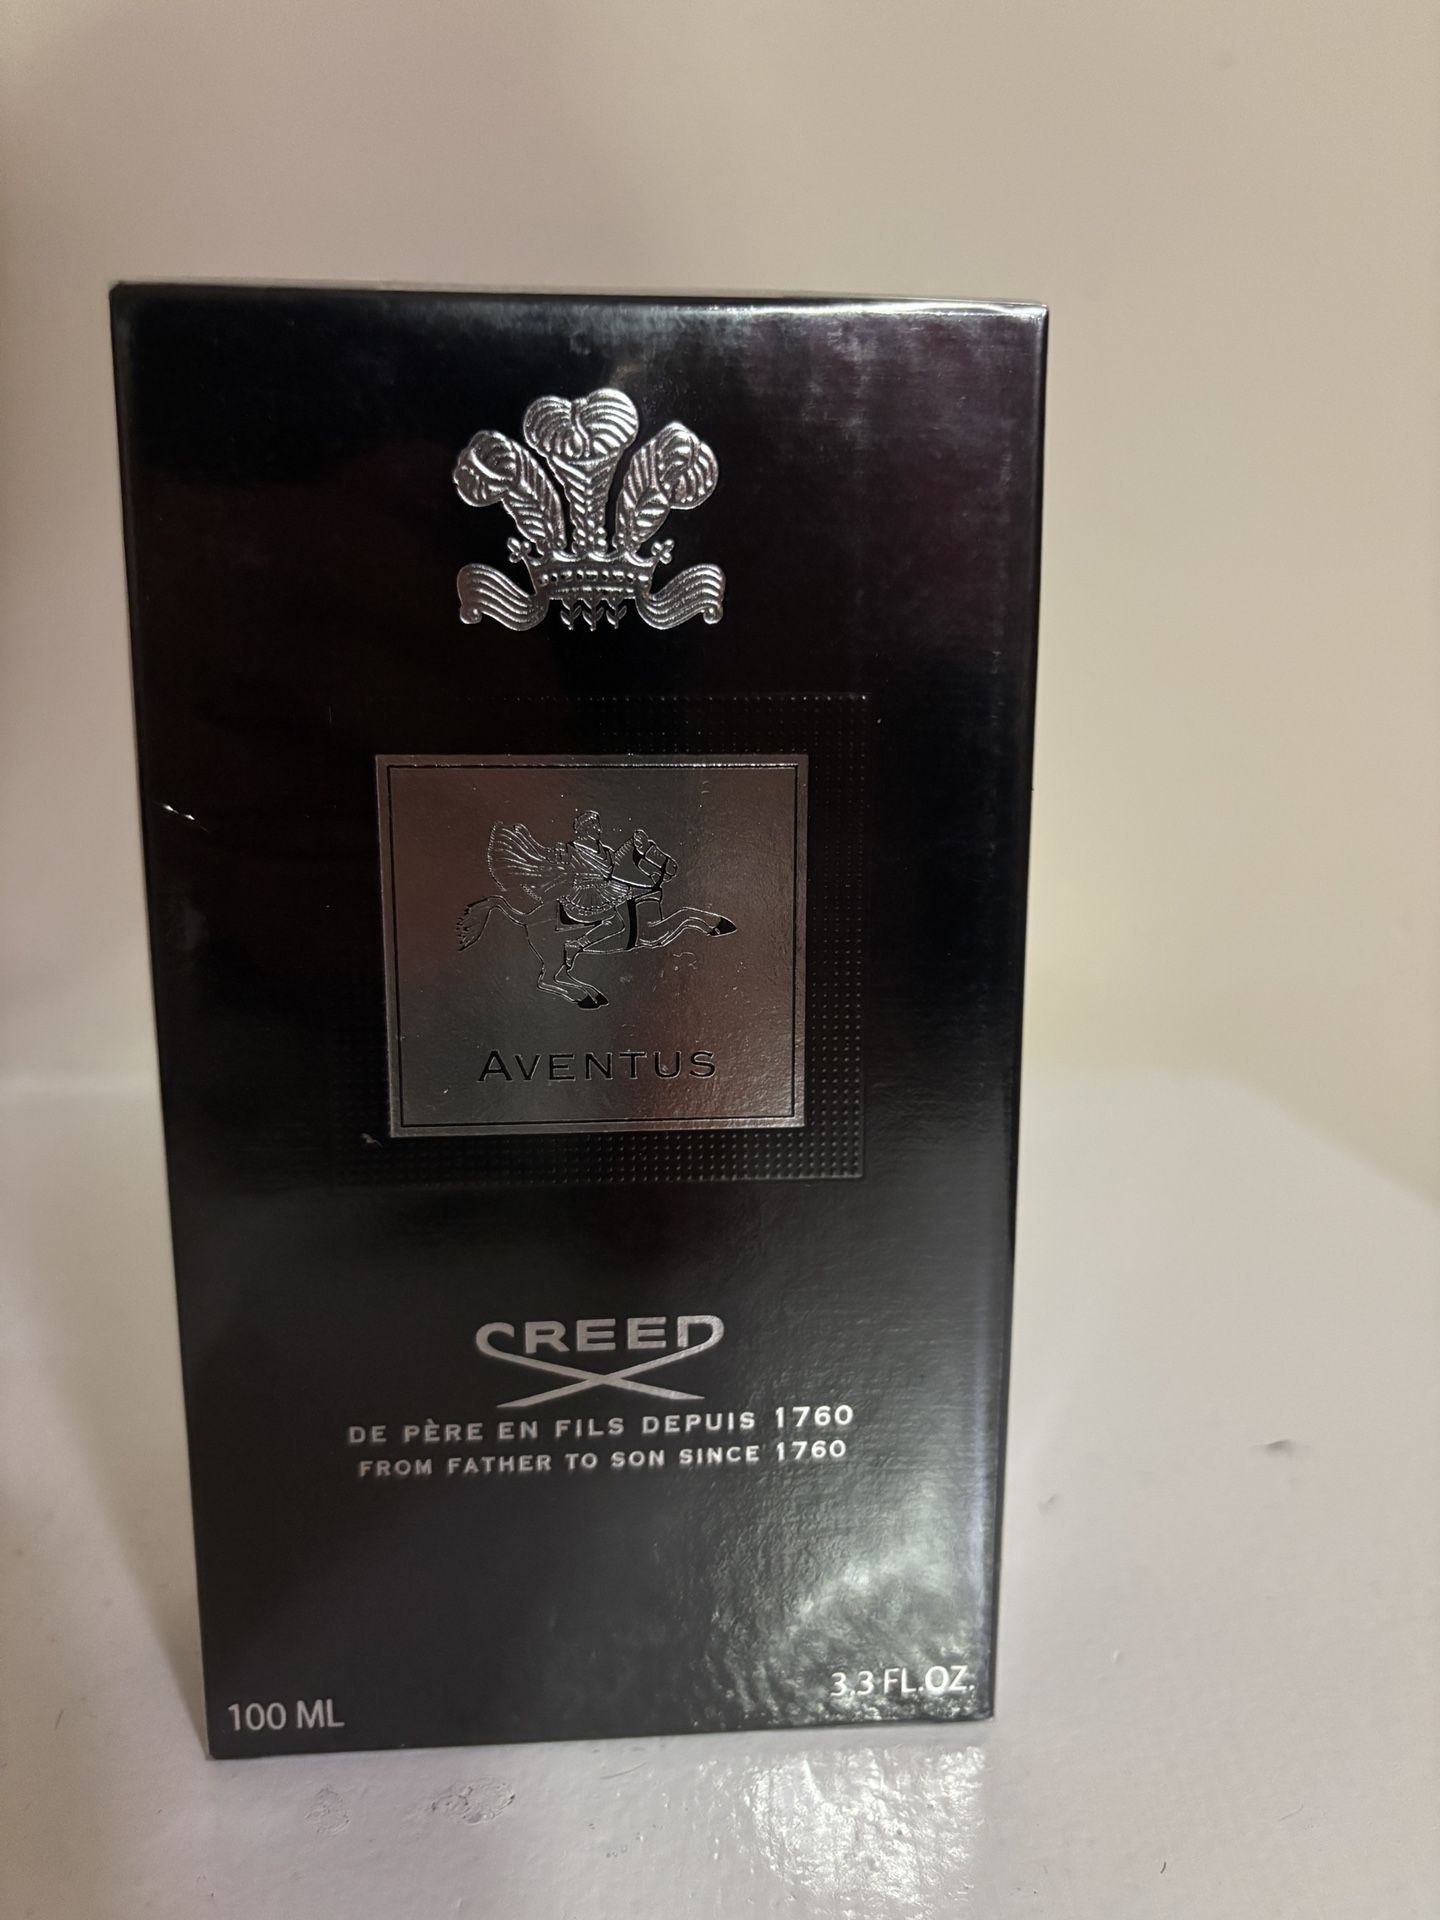 AVENTUS
CREED
DE PÈRE EN FILS DEPUIS 1760
FROM FATHER TO SON SINCE 1760
100 ML
3.3 FL.OZ.